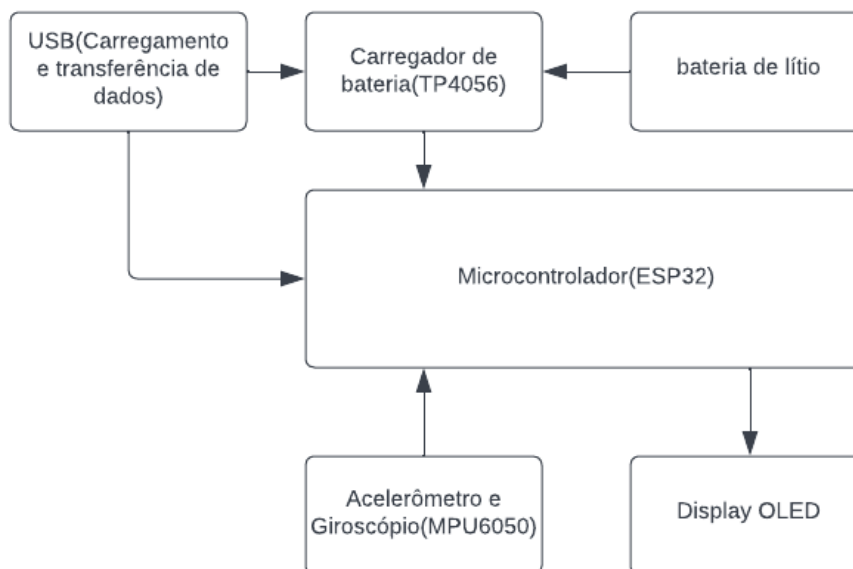 USB(Carregamento
e transferência de
dados)
Carregador de
bateria(TP4056)
bateria de lítio
Microcontrolador(ESP32)
Acelerômetro e
Giroscópio(MPU6050)
Display OLED